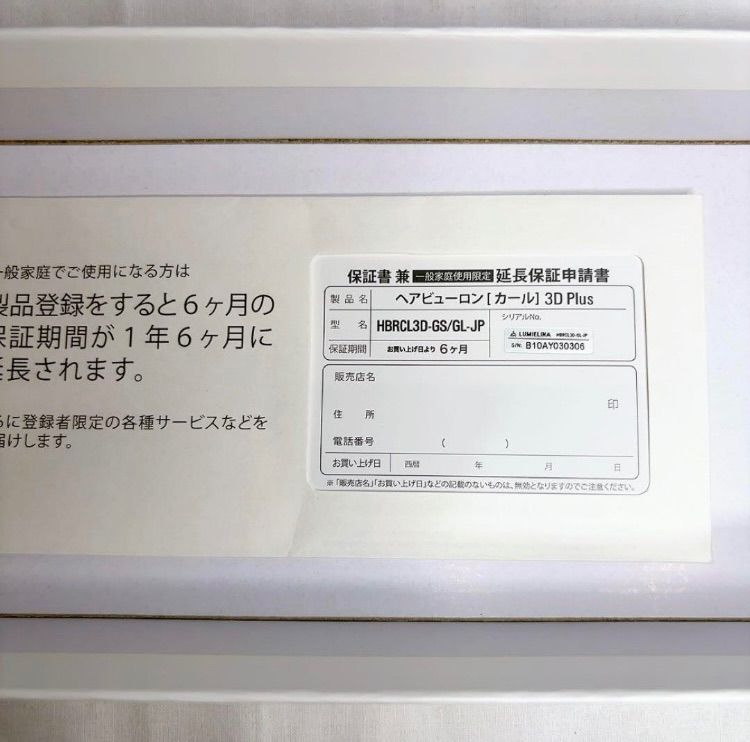 一般家庭でご使用になる方は
製品登録をすると6ヶ月の
保証期間が1年6ヶ月に
延長されます。
らに登録者限定の各種サービスなどを
届けします。
保証書 兼 一般家庭使用限定 延長保証申請書
製品名 ヘアビューロン[カール] 3D Plus
型名 HBRCL3D-GS/GL-JP
シリアルNo.
LUMIELINA HBRCL3D-GL-JP
S/N. B10AY030306
保証期間 お買い上げ日より 6ヶ月
販売店名
印
住所
電話番号 ( )
お買い上げ日 西暦 年 月 日
※「販売店名」「お買い上げ日」などの記載のないものは、無効となりますのでご注意ください。